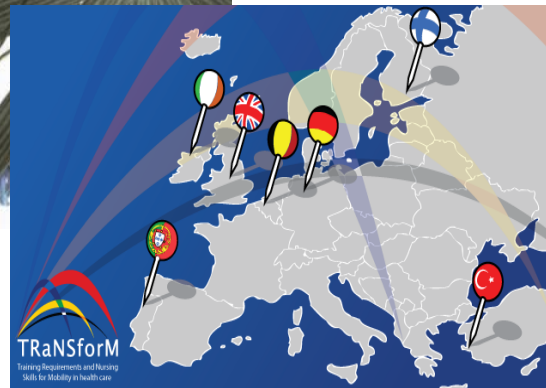 TRaNSforM
Training Requirements and Nursing
Skills for Mobility in health care